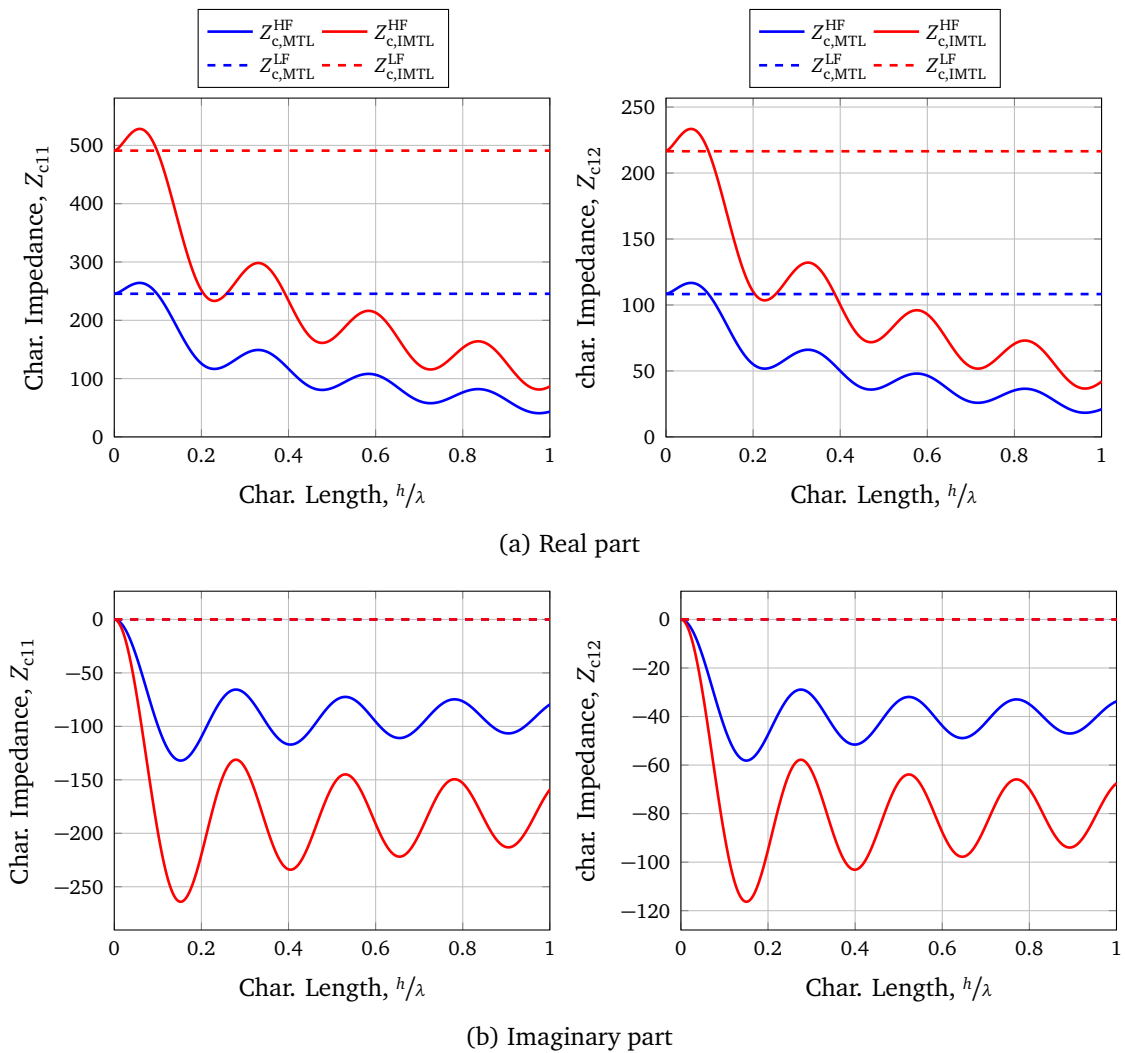 Z^HF_c,MTL Z^HF_c,IMTL
Z^LF_c,MTL Z^LF_c,IMTL
Char. Impedance, Z_c11
500
400
300
200
100
0
0 0.2 0.4 0.6 0.8 1
Char. Length, h/λ
Z^HF_c,MTL Z^HF_c,IMTL
Z^LF_c,MTL Z^LF_c,IMTL
char. Impedance, Z_c12
250
200
150
100
50
0
0 0.2 0.4 0.6 0.8 1
Char. Length, h/λ
(a) Real part
Char. Impedance, Z_c11
0
−50
−100
−150
−200
−250
0 0.2 0.4 0.6 0.8 1
Char. Length, h/λ
char. Impedance, Z_c12
0
−20
−40
−60
−80
−100
−120
0 0.2 0.4 0.6 0.8 1
Char. Length, h/λ
(b) Imaginary part